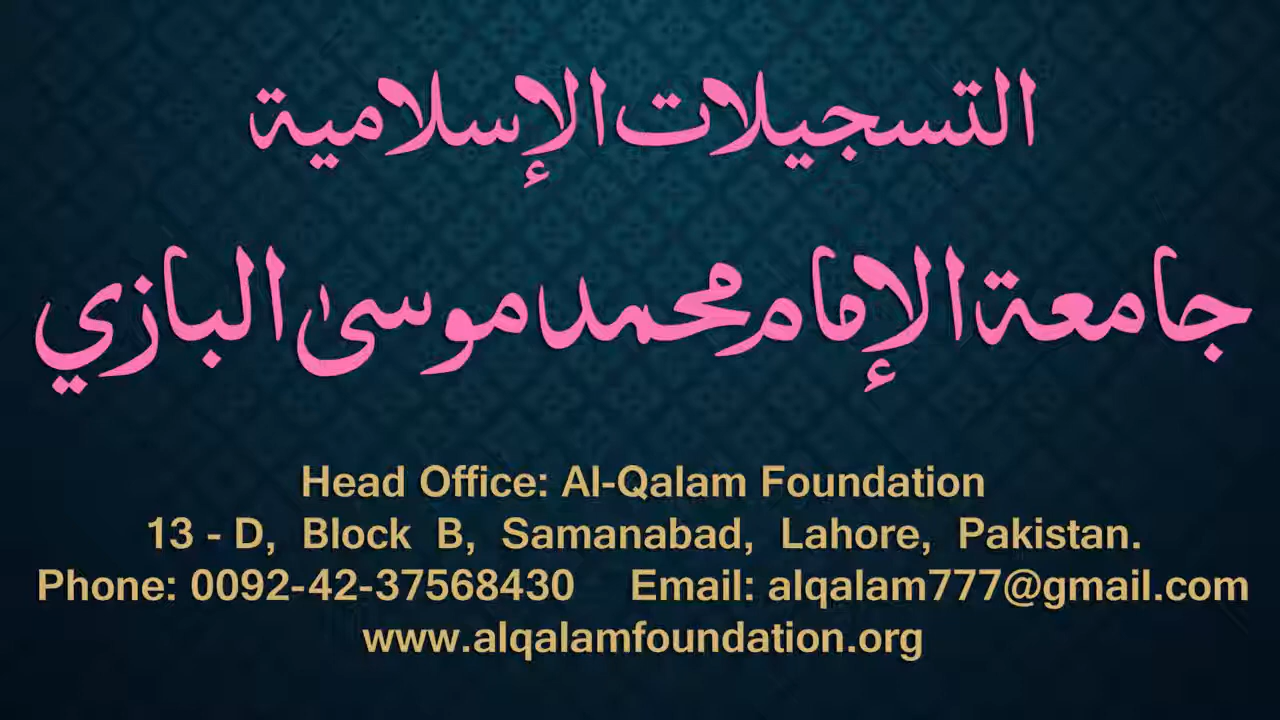 التسجيلات الإسلامية
جامعة الإمام محمد موسىٰ البازي
Head Office: Al-Qalam Foundation
13 - D, Block B, Samanabad, Lahore, Pakistan.
Phone: 0092-42-37568430 Email: alqalam777@gmail.com
www.alqalamfoundation.org